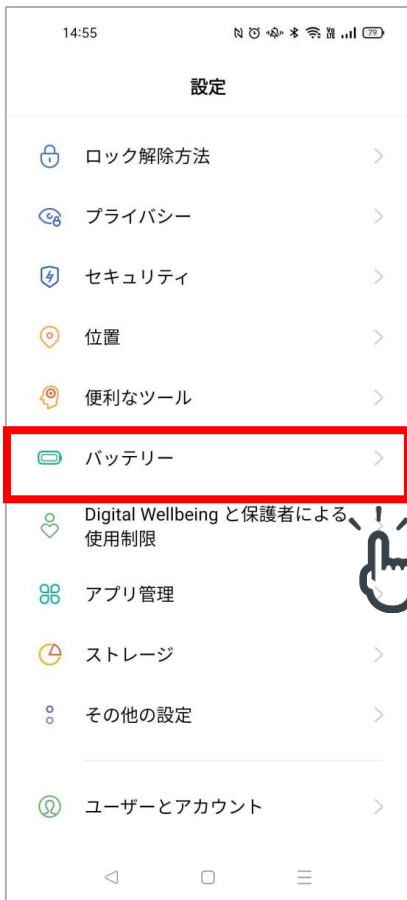 14:55
79
設定
ロック解除方法
プライバシー
セキュリティ
位置
便利なツール
バッテリー
Digital Wellbeing と保護者による
使用制限
アプリ管理
ストレージ
その他の設定
ユーザーとアカウント